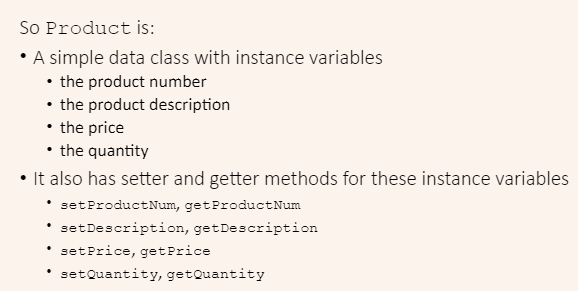 So Product is:
• A simple data class with instance variables
• the product number
• the product description
• the price
• the quantity
• It also has setter and getter methods for these instance variables
• setProductNum, getProductNum
• setDescription, getDescription
• setPrice, getPrice
• setQuantity, getQuantity